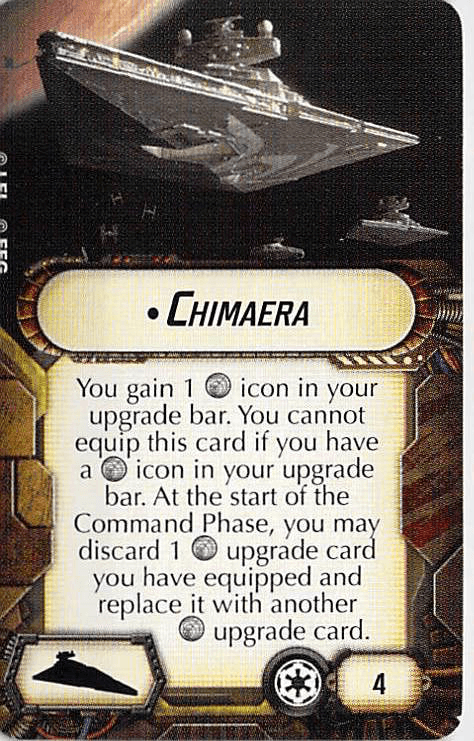 © LFL © FFG
• CHIMAERA
You gain 1 icon in your
upgrade bar. You cannot
equip this card if you have
a icon in your upgrade
bar. At the start of the
Command Phase, you may
discard 1 upgrade card
you have equipped and
replace it with another
upgrade card.
4